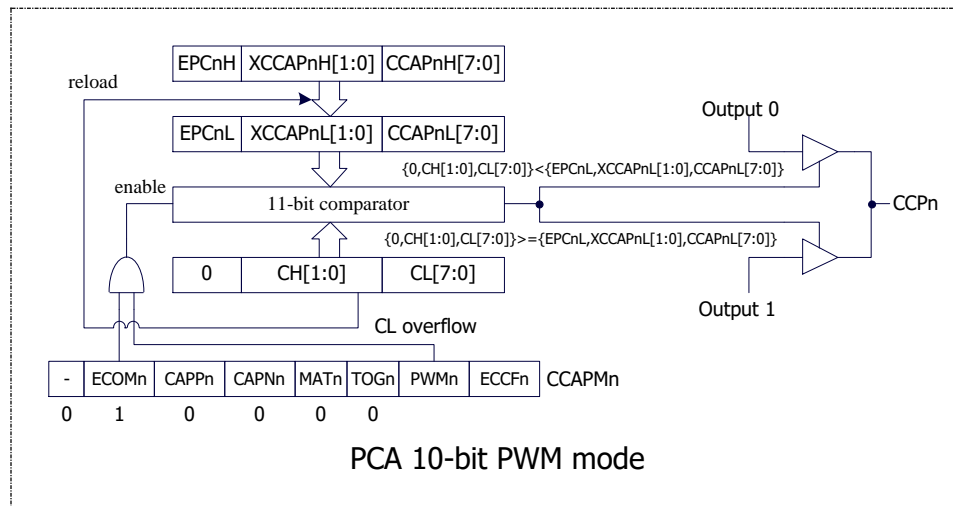 EPCnH XCCAPnH[1:0] CCAPnH[7:0]
reload
EPCnL XCCAPnL[1:0] CCAPnL[7:0]
Output 0
{0,CH[1:0],CL[7:0]}<{EPCnL,XCCAPnL[1:0],CCAPnL[7:0]}
enable
11-bit comparator
CCPn
{0,CH[1:0],CL[7:0]}>={EPCnL,XCCAPnL[1:0],CCAPnL[7:0]}
0 CH[1:0] CL[7:0]
Output 1
CL overflow
- ECOMn CAPPn CAPNn MATn TOGn PWMn ECCFn CCAPMn
0 1 0 0 0 0
PCA 10-bit PWM mode